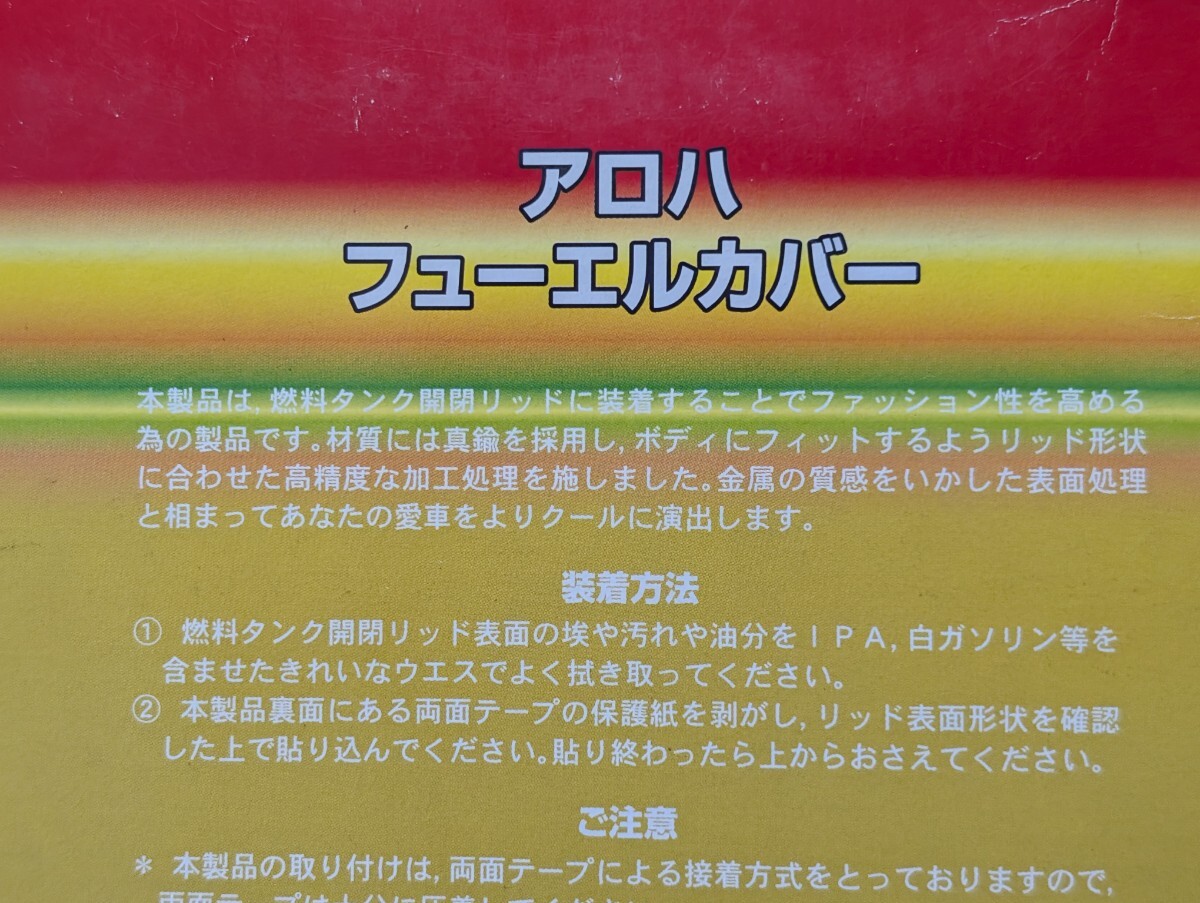 アロハ
フューエルカバー
本製品は,燃料タンク開閉リッドに装着することでファッション性を高める
為の製品です。材質には真鍮を採用し,ボディにフィットするようリッド形状
に合わせた高精度な加工処理を施しました。金属の質感をいかした表面処理
と相まってあなたの愛車をよりクールに演出します。
装着方法
① 燃料タンク開閉リッド表面の埃や汚れや油分をIPA,白ガソリン等を
含ませたきれいなウエスでよく拭き取ってください。
② 本製品裏面にある両面テープの保護紙を剥がし,リッド表面形状を確認
した上で貼り込んでください。貼り終わったら上からおさえてください。
ご注意
* 本製品の取り付けは,両面テープによる接着方式をとっておりますので,